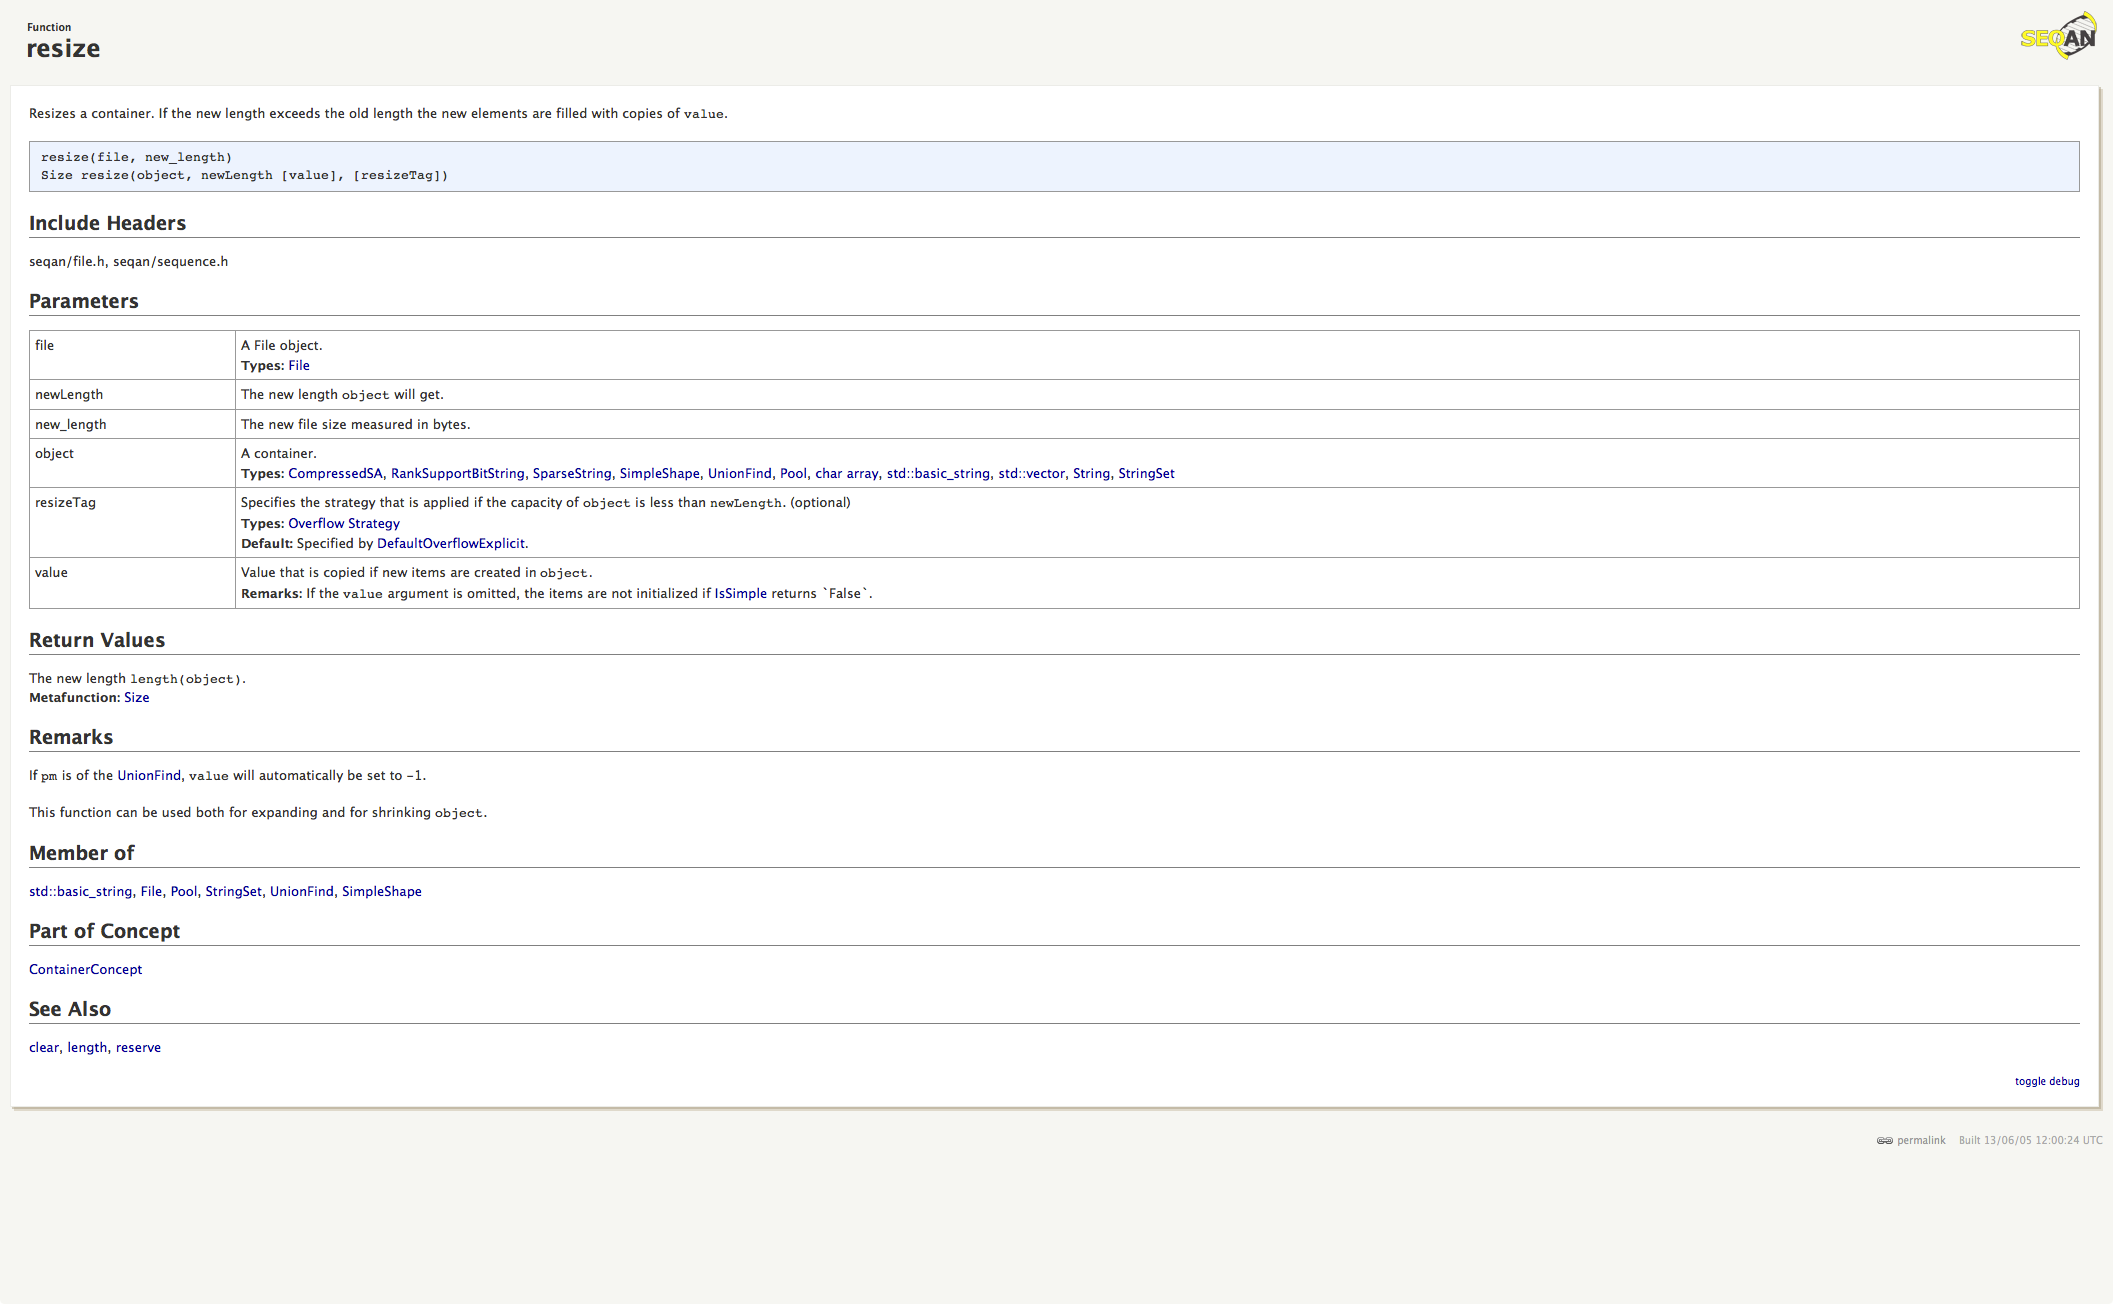 Function
resize
SEQAN
Resizes a container. If the new length exceeds the old length the new elements are filled with copies of value.
resize(file, new_length)
Size resize(object, newLength [value], [resizeTag])
Include Headers
seqan/file.h, seqan/sequence.h
Parameters
file
A File object.
Types: File
newLength
The new length object will get.
new_length
The new file size measured in bytes.
object
A container.
Types: CompressedSA, RankSupportBitString, SparseString, SimpleShape, UnionFind, Pool, char array, std::basic_string, std::vector, String, StringSet
resizeTag
Specifies the strategy that is applied if the capacity of object is less than newLength. (optional)
Types: Overflow Strategy
Default: Specified by DefaultOverflowExplicit.
value
Value that is copied if new items are created in object.
Remarks: If the value argument is omitted, the items are not initialized if IsSimple returns `False`.
Return Values
The new length length(object).
Metafunction: Size
Remarks
If pm is of the UnionFind, value will automatically be set to -1.
This function can be used both for expanding and for shrinking object.
Member of
std::basic_string, File, Pool, StringSet, UnionFind, SimpleShape
Part of Concept
ContainerConcept
See Also
clear, length, reserve
toggle debug
permalink Built 13/06/05 12:00:24 UTC